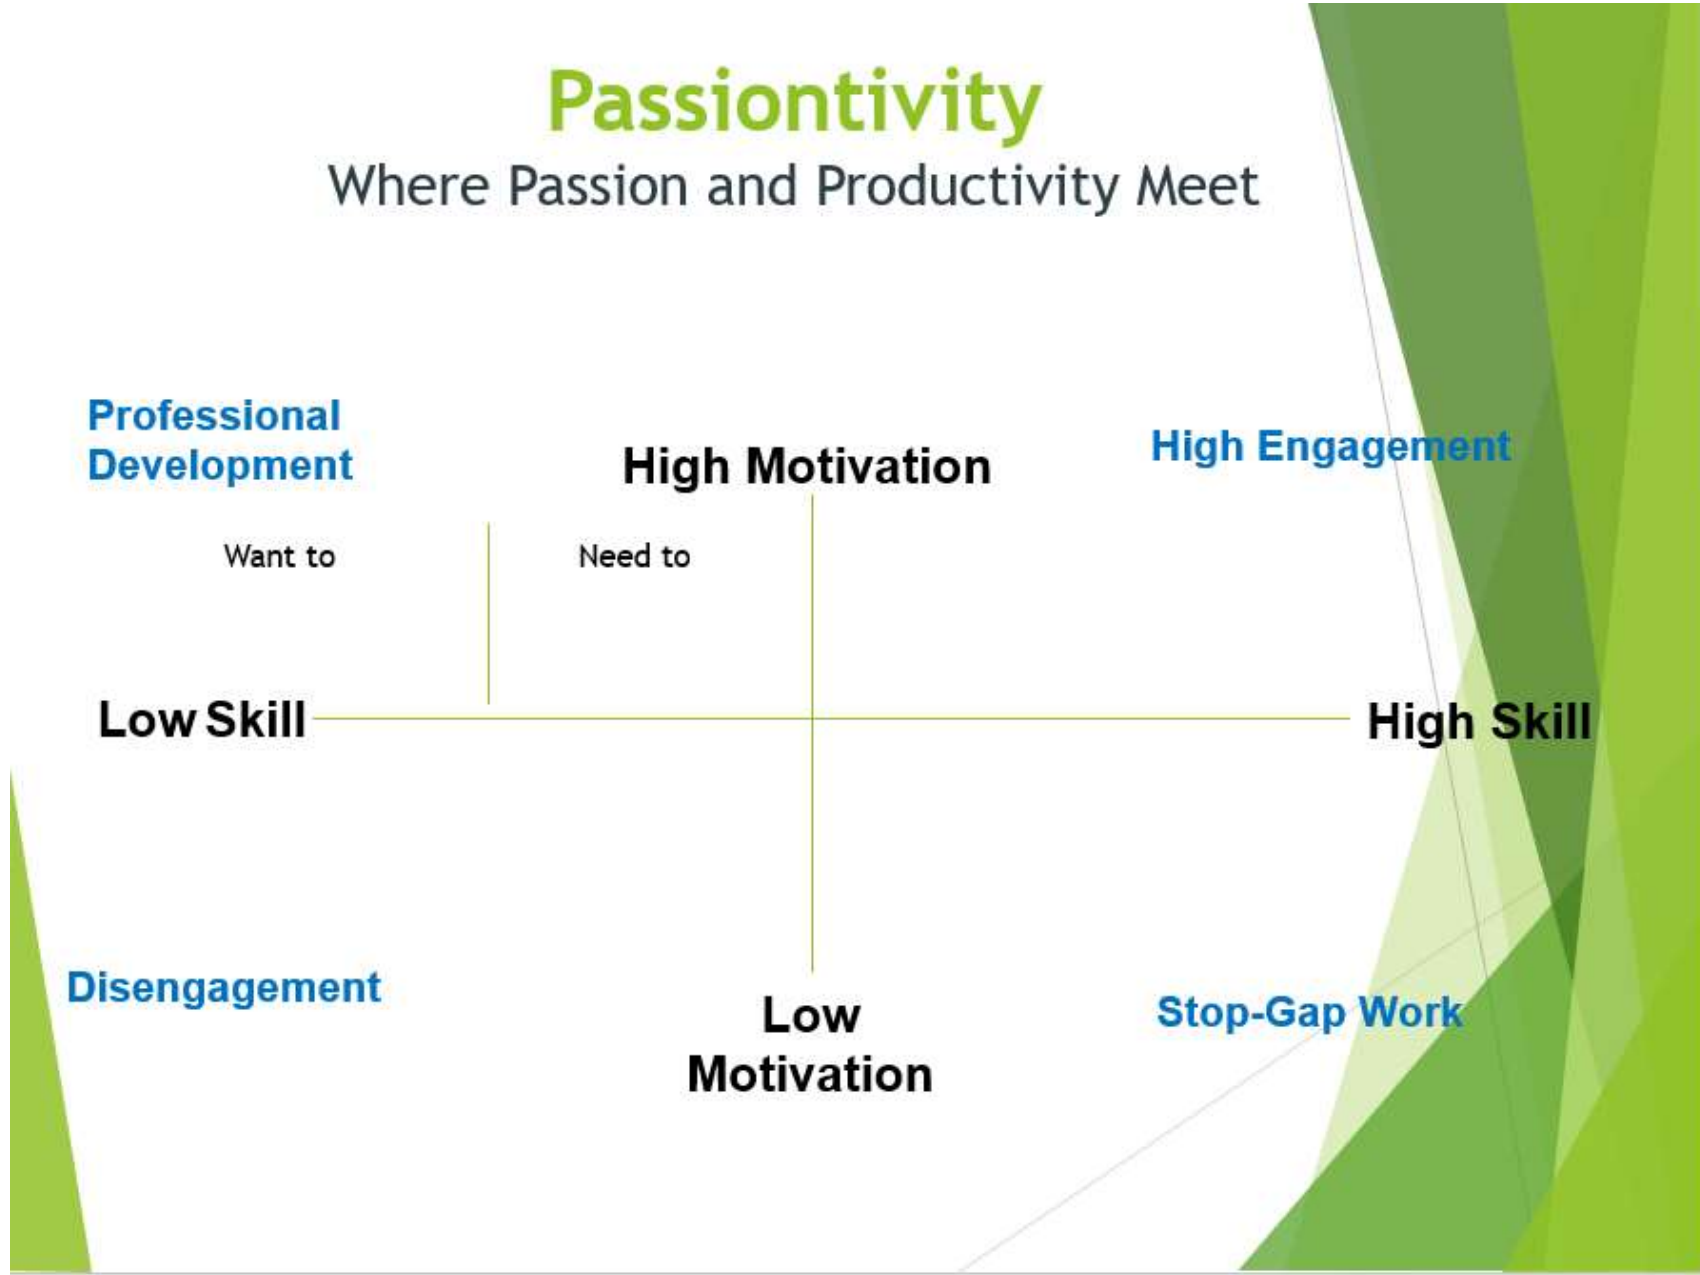 Passiontivity
Where Passion and Productivity Meet
Professional
Development
High Motivation
High Engagement
Want to
Need to
Low Skill
High Skill
Disengagement
Low
Motivation
Stop-Gap Work